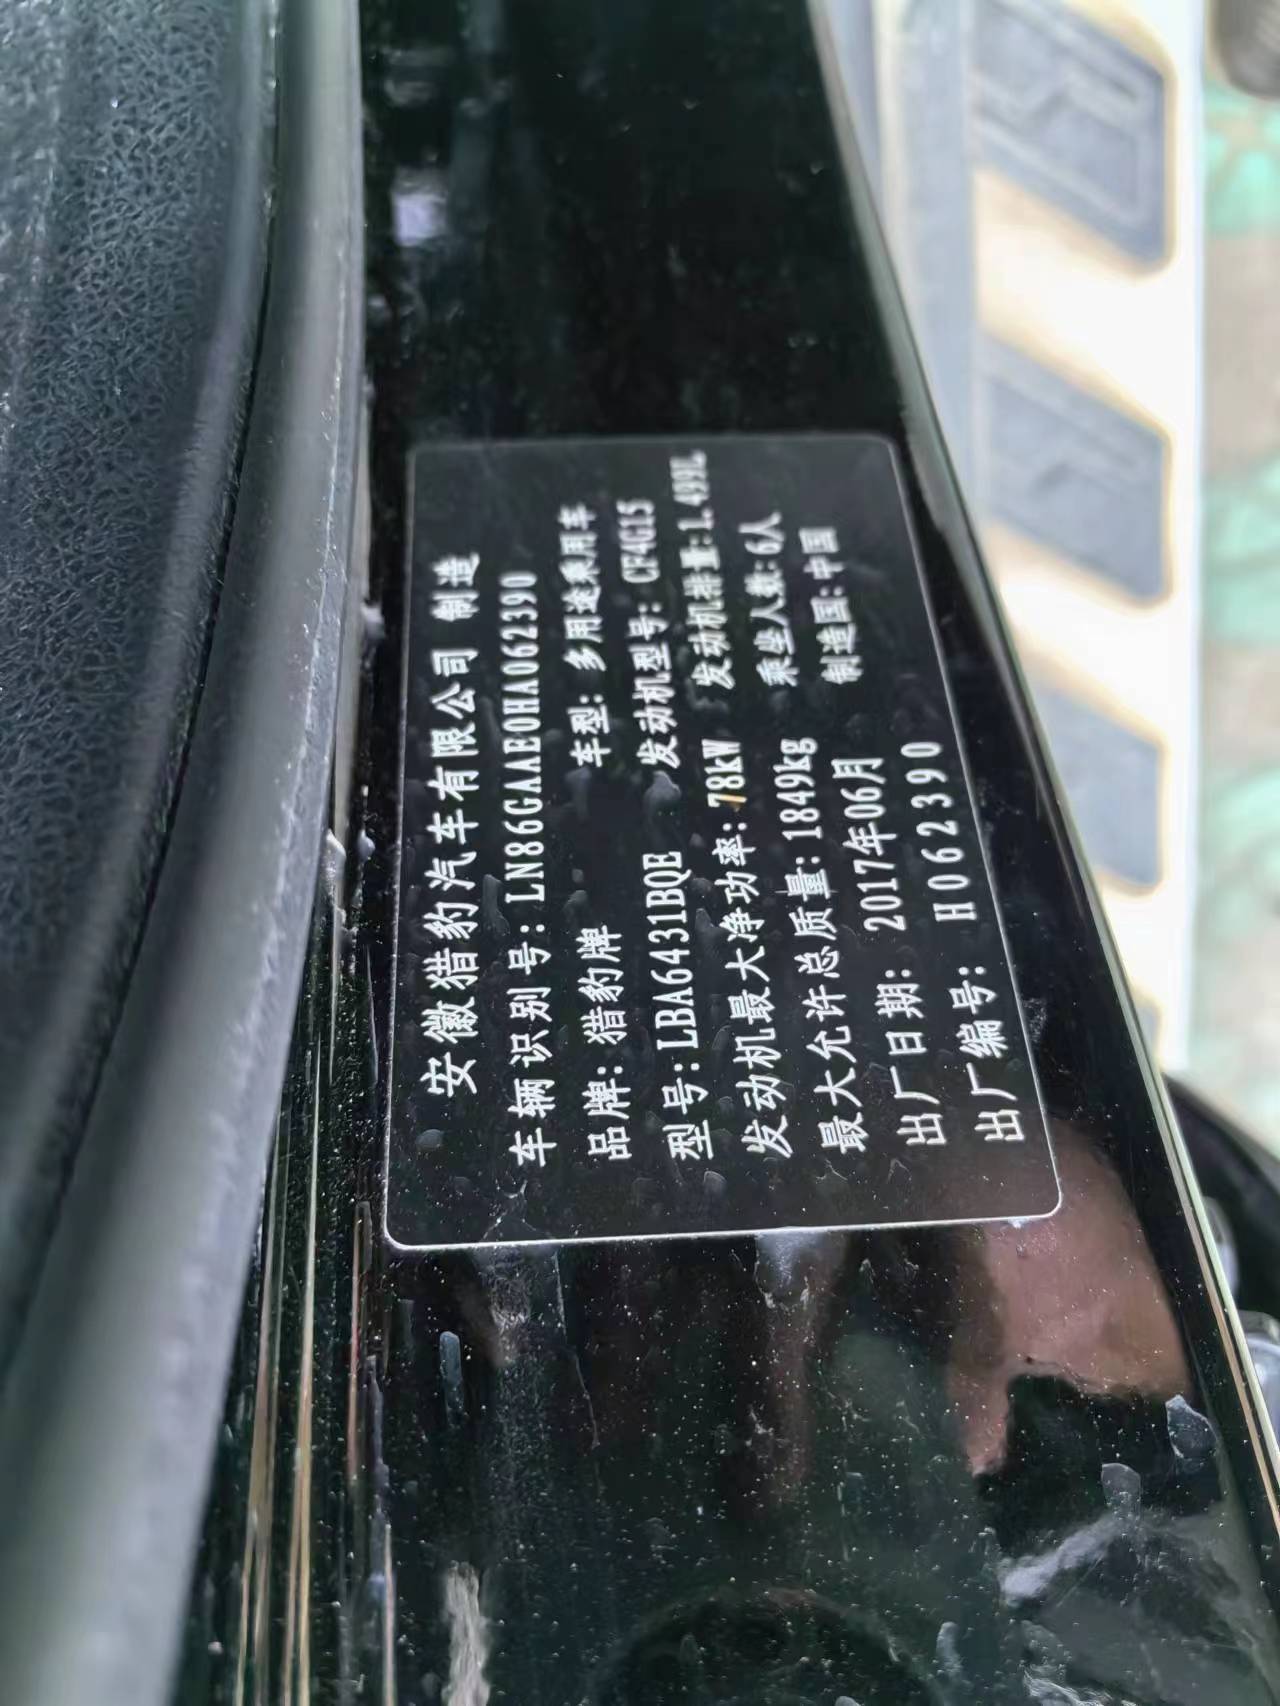 安徽猎豹汽车有限公司 制造
车辆识别号:LN86GAAE0HA062390
品牌:猎豹牌 车型:多用途乘用车
型号:LBA6431BQE 发动机型号:CF4G15
发动机最大净功率:78kW 发动机排量:1.499L
最大允许总质量:1849kg 乘坐人数:6人
出厂日期:2017年06月 制造国:中国
出厂编号:H062390